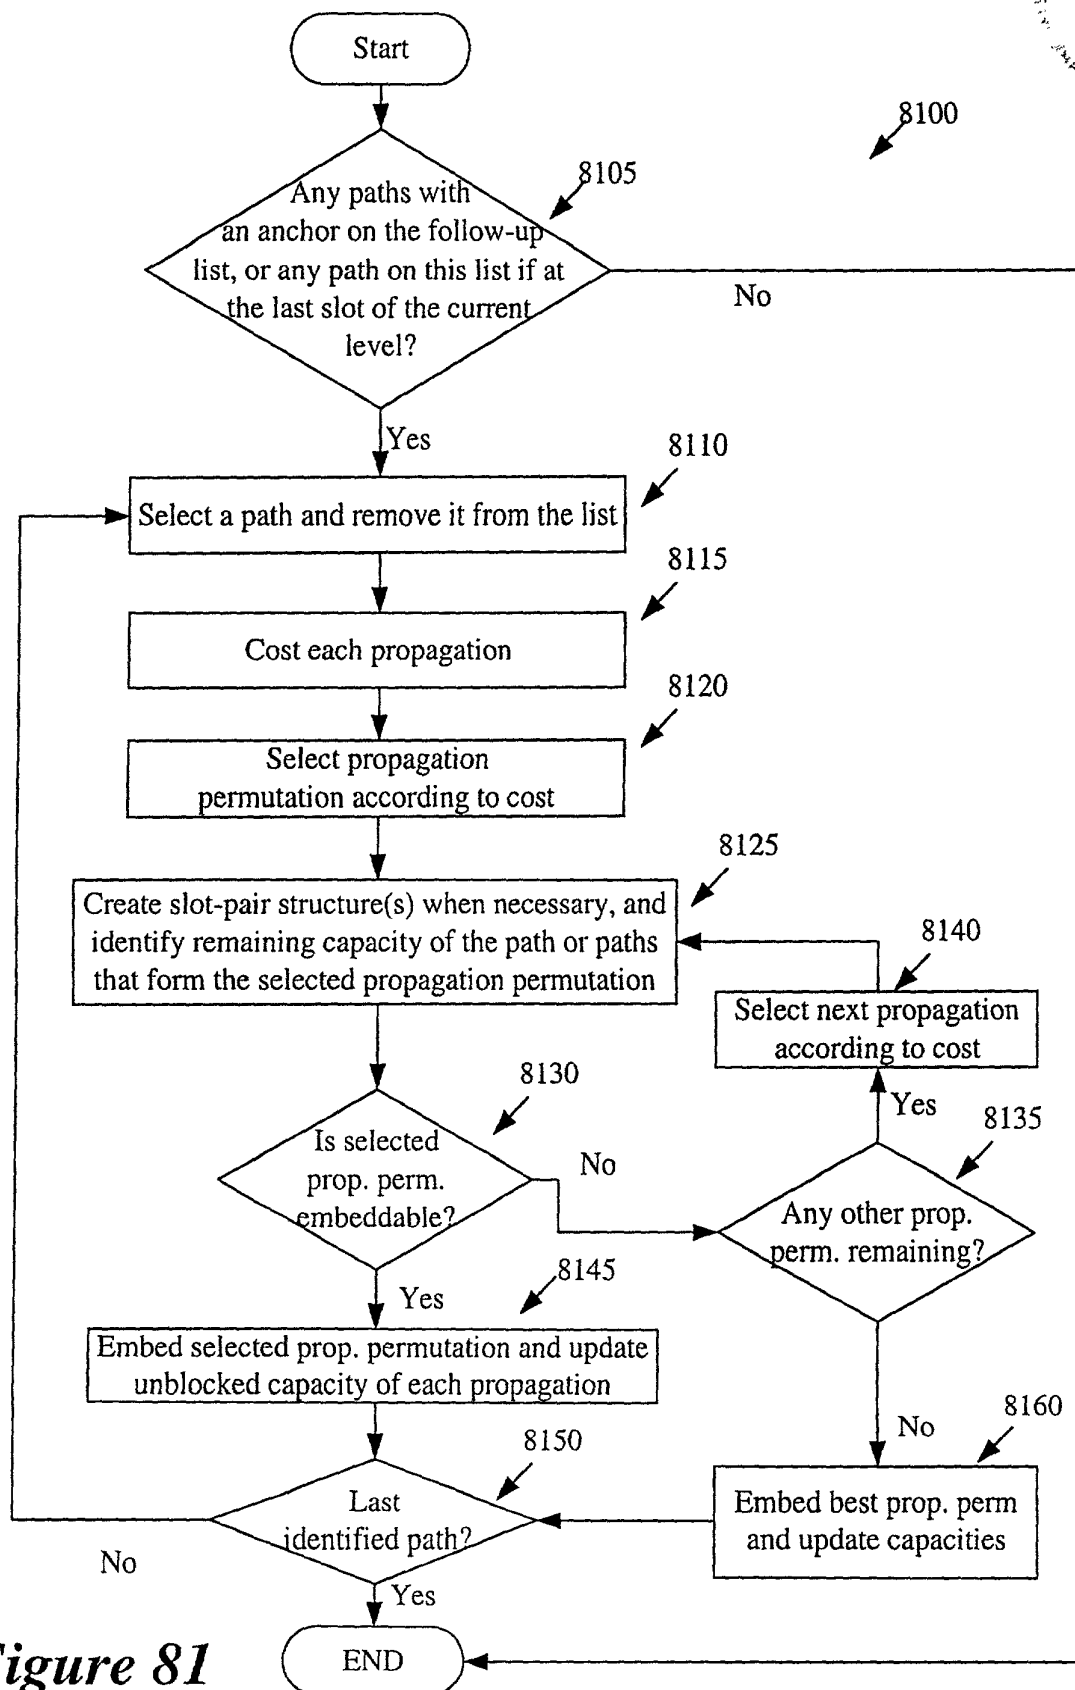 Start
8100
8105
Any paths with
an anchor on the follow-up
list, or any path on this list if at
the last slot of the current
level?
No
Yes
8110
Select a path and remove it from the list
8115
Cost each propagation
8120
Select propagation
permutation according to cost
8125
Create slot-pair structure(s) when necessary, and
identify remaining capacity of the path or paths
that form the selected propagation permutation
8140
Select next propagation
according to cost
Yes
8130
Is selected
prop. perm.
embeddable?
No
8135
Any other prop.
perm. remaining?
Yes
8145
Embed selected prop. permutation and update
unblocked capacity of each propagation
No
8160
Embed best prop. perm
and update capacities
8150
Last
identified path?
No
Yes
END
Figure 81